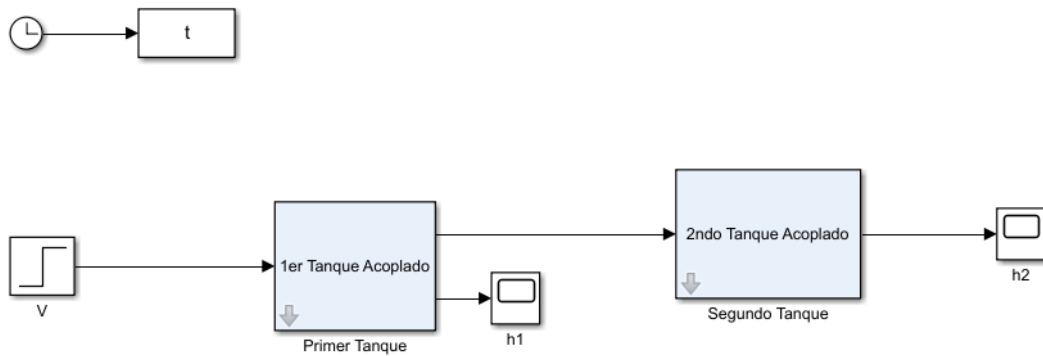 t
V
1er Tanque Acoplado
Primer Tanque
h1
2ndo Tanque Acoplado
Segundo Tanque
h2